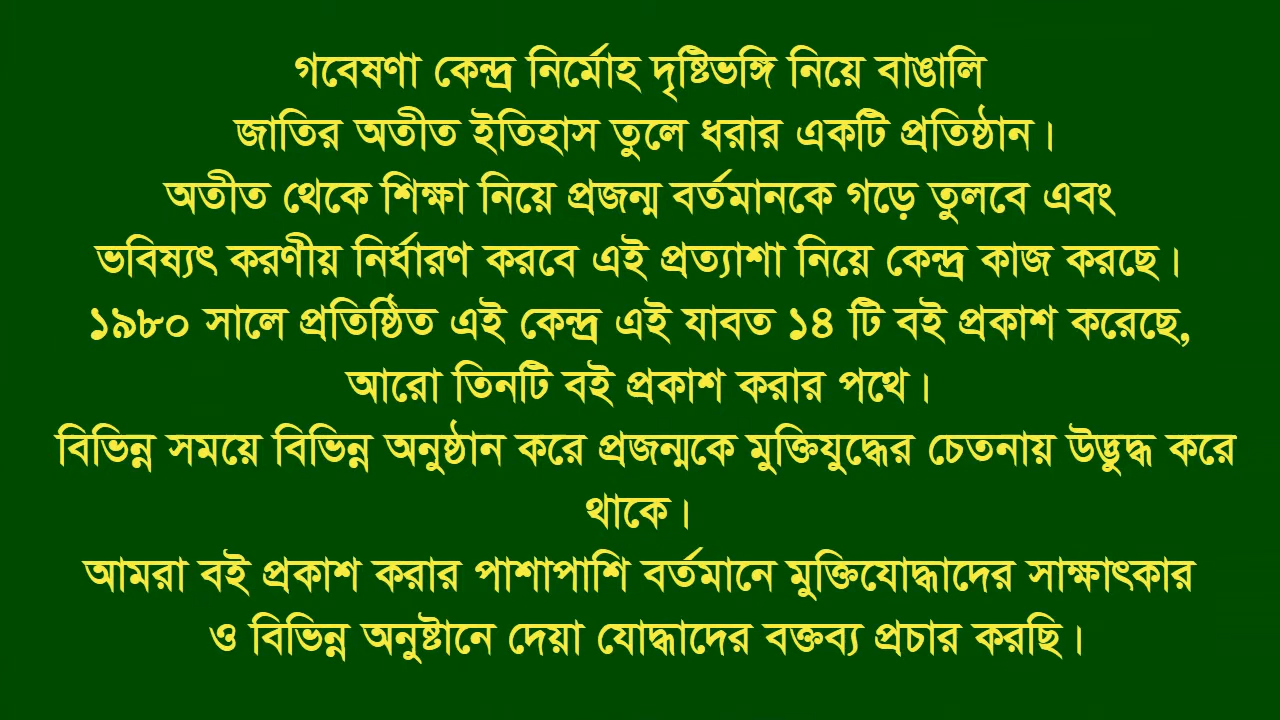 গবেষণা কেন্দ্র নির্মোহ দৃষ্টিভঙ্গি নিয়ে বাঙালি
জাতির অতীত ইতিহাস তুলে ধরার একটি প্রতিষ্ঠান।
অতীত থেকে শিক্ষা নিয়ে প্রজন্ম বর্তমানকে গড়ে তুলবে এবং
ভবিষ্যৎ করণীয় নির্ধারণ করবে এই প্রত্যাশা নিয়ে কেন্দ্র কাজ করছে।
১৯৮০ সালে প্রতিষ্ঠিত এই কেন্দ্র এই যাবত ১৪ টি বই প্রকাশ করেছে,
আরো তিনটি বই প্রকাশ করার পথে।
বিভিন্ন সময়ে বিভিন্ন অনুষ্ঠান করে প্রজন্মকে মুক্তিযুদ্ধের চেতনায় উদ্বুদ্ধ করে
থাকে।
আমরা বই প্রকাশ করার পাশাপাশি বর্তমানে মুক্তিযোদ্ধাদের সাক্ষাৎকার
ও বিভিন্ন অনুষ্টানে দেয়া যোদ্ধাদের বক্তব্য প্রচার করছি।